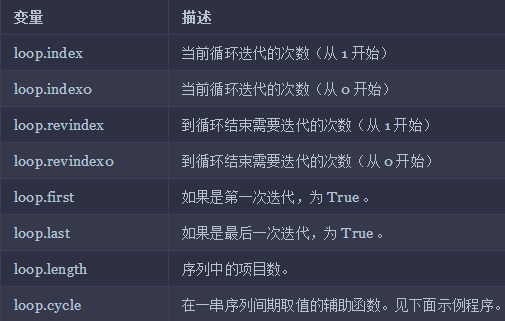 变量 描述
loop.index 当前循环迭代的次数（从 1 开始）
loop.index0 当前循环迭代的次数（从 0 开始）
loop.revindex 到循环结束需要迭代的次数（从 1 开始）
loop.revindex0 到循环结束需要迭代的次数（从 0 开始）
loop.first 如果是第一次迭代，为 True 。
loop.last 如果是最后一次迭代，为 True 。
loop.length 序列中的项目数。
loop.cycle 在一串序列间期取值的辅助函数。见下面示例程序。